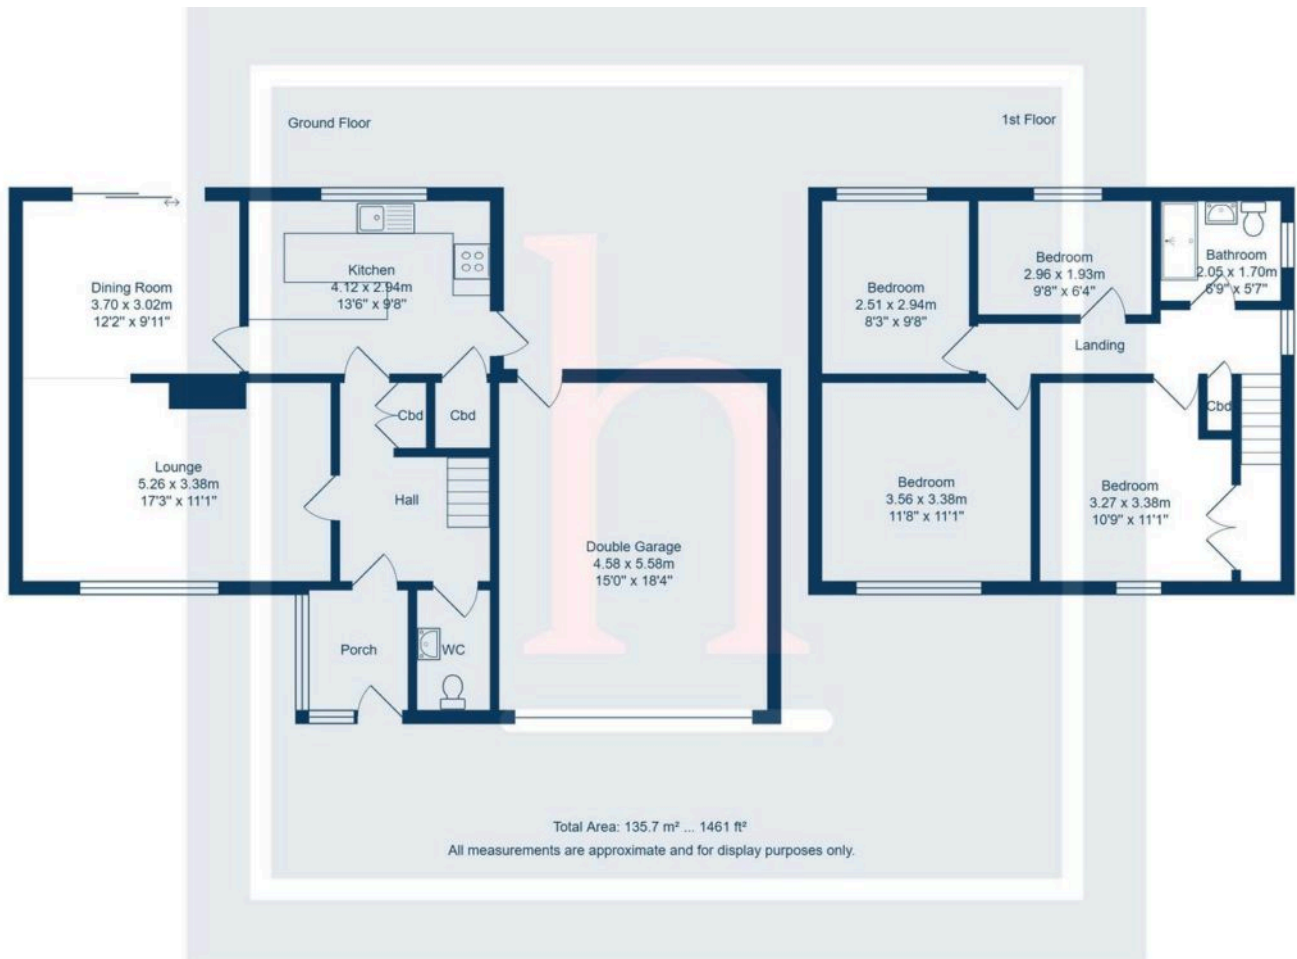 Ground Floor
1st Floor
Dining Room
3.70 x 3.02m
12'2" x 9'11"
Kitchen
4.12 x 2.94m
13'6" x 9'8"
Cbd
Cbd
Lounge
5.26 x 3.38m
17'3" x 11'1"
Hall
Double Garage
4.58 x 5.58m
15'0" x 18'4"
Porch
WC
Bedroom
2.51 x 2.94m
8'3" x 9'8"
Bedroom
2.96 x 1.93m
9'8" x 6'4"
Bathroom
2.05 x 1.70m
6'9" x 5'7"
Landing
Cbd
Bedroom
3.56 x 3.38m
11'8" x 11'1"
Bedroom
3.27 x 3.38m
10'9" x 11'1"
h
Total Area: 135.7 m² ... 1461 ft²
All measurements are approximate and for display purposes only.